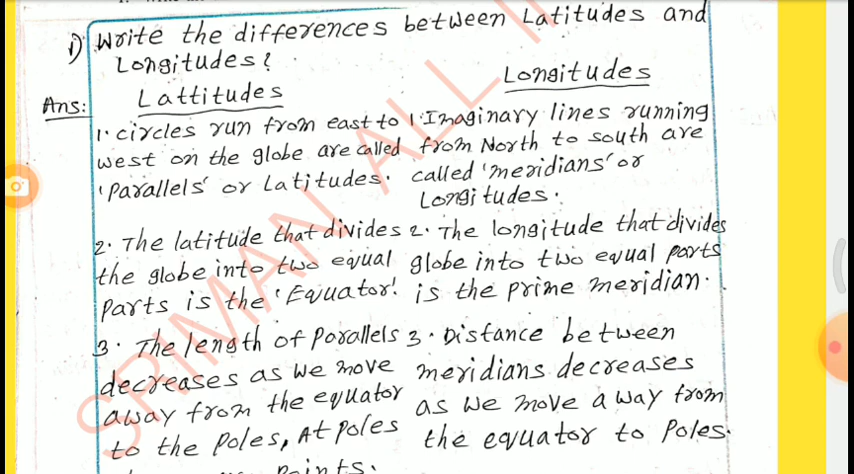 1) Write the differences between Latitudes and
Longitudes?
Ans: Lattitudes
1. circles run from east to
west on the globe are called
'Parallels' or Latitudes.
2. The latitude that divides
the globe into two equal
parts is the 'Equator'.
3. The length of Parallels
decreases as we move
away from the equator
to the Poles, At poles
Points.
Longitudes
1. Imaginary lines running
from North to south are
called 'meridians' or
Longitudes.
2. The longitude that divides
globe into two equal parts
is the prime meridian.
3. Distance between
meridians decreases
as we move away from
the equator to Poles.
SRIMAN ALL I